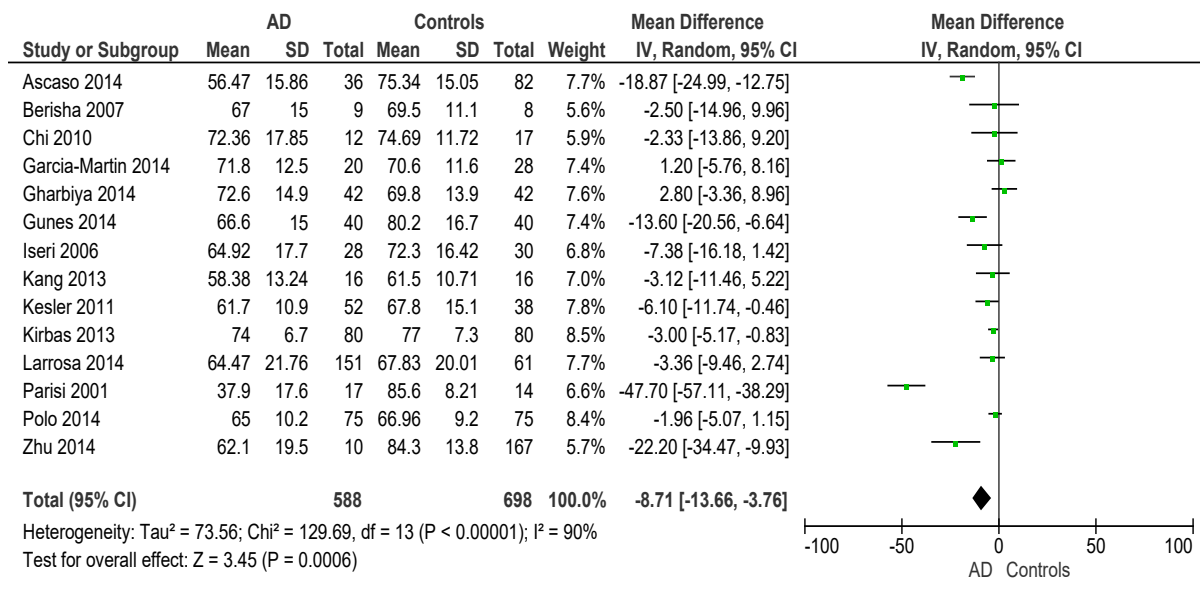 AD Controls Mean Difference Mean Difference
Study or Subgroup Mean SD Total Mean SD Total Weight IV, Random, 95% CI IV, Random, 95% CI
Ascaso 2014 56.47 15.86 36 75.34 15.05 82 7.7% -18.87 [-24.99, -12.75]
Berisha 2007 67 15 9 69.5 11.1 8 5.6% -2.50 [-14.96, 9.96]
Chi 2010 72.36 17.85 12 74.69 11.72 17 5.9% -2.33 [-13.86, 9.20]
Garcia-Martin 2014 71.8 12.5 20 70.6 11.6 28 7.4% 1.20 [-5.76, 8.16]
Gharbiya 2014 72.6 14.9 42 69.8 13.9 42 7.6% 2.80 [-3.36, 8.96]
Gunes 2014 66.6 15 40 80.2 16.7 40 7.4% -13.60 [-20.56, -6.64]
Iseri 2006 64.92 17.7 28 72.3 16.42 30 6.8% -7.38 [-16.18, 1.42]
Kang 2013 58.38 13.24 16 61.5 10.71 16 7.0% -3.12 [-11.46, 5.22]
Kesler 2011 61.7 10.9 52 67.8 15.1 38 7.8% -6.10 [-11.74, -0.46]
Kirbas 2013 74 6.7 80 77 7.3 80 8.5% -3.00 [-5.17, -0.83]
Larrosa 2014 64.47 21.76 151 67.83 20.01 61 7.7% -3.36 [-9.46, 2.74]
Parisi 2001 37.9 17.6 17 85.6 8.21 14 6.6% -47.70 [-57.11, -38.29]
Polo 2014 65 10.2 75 66.96 9.2 75 8.4% -1.96 [-5.07, 1.15]
Zhu 2014 62.1 19.5 10 84.3 13.8 167 5.7% -22.20 [-34.47, -9.93]
Total (95% CI) 588 698 100.0% -8.71 [-13.66, -3.76]
Heterogeneity: Tau² = 73.56; Chi² = 129.69, df = 13 (P < 0.00001); I² = 90%
Test for overall effect: Z = 3.45 (P = 0.0006)
-100 -50 0 50 100
AD Controls